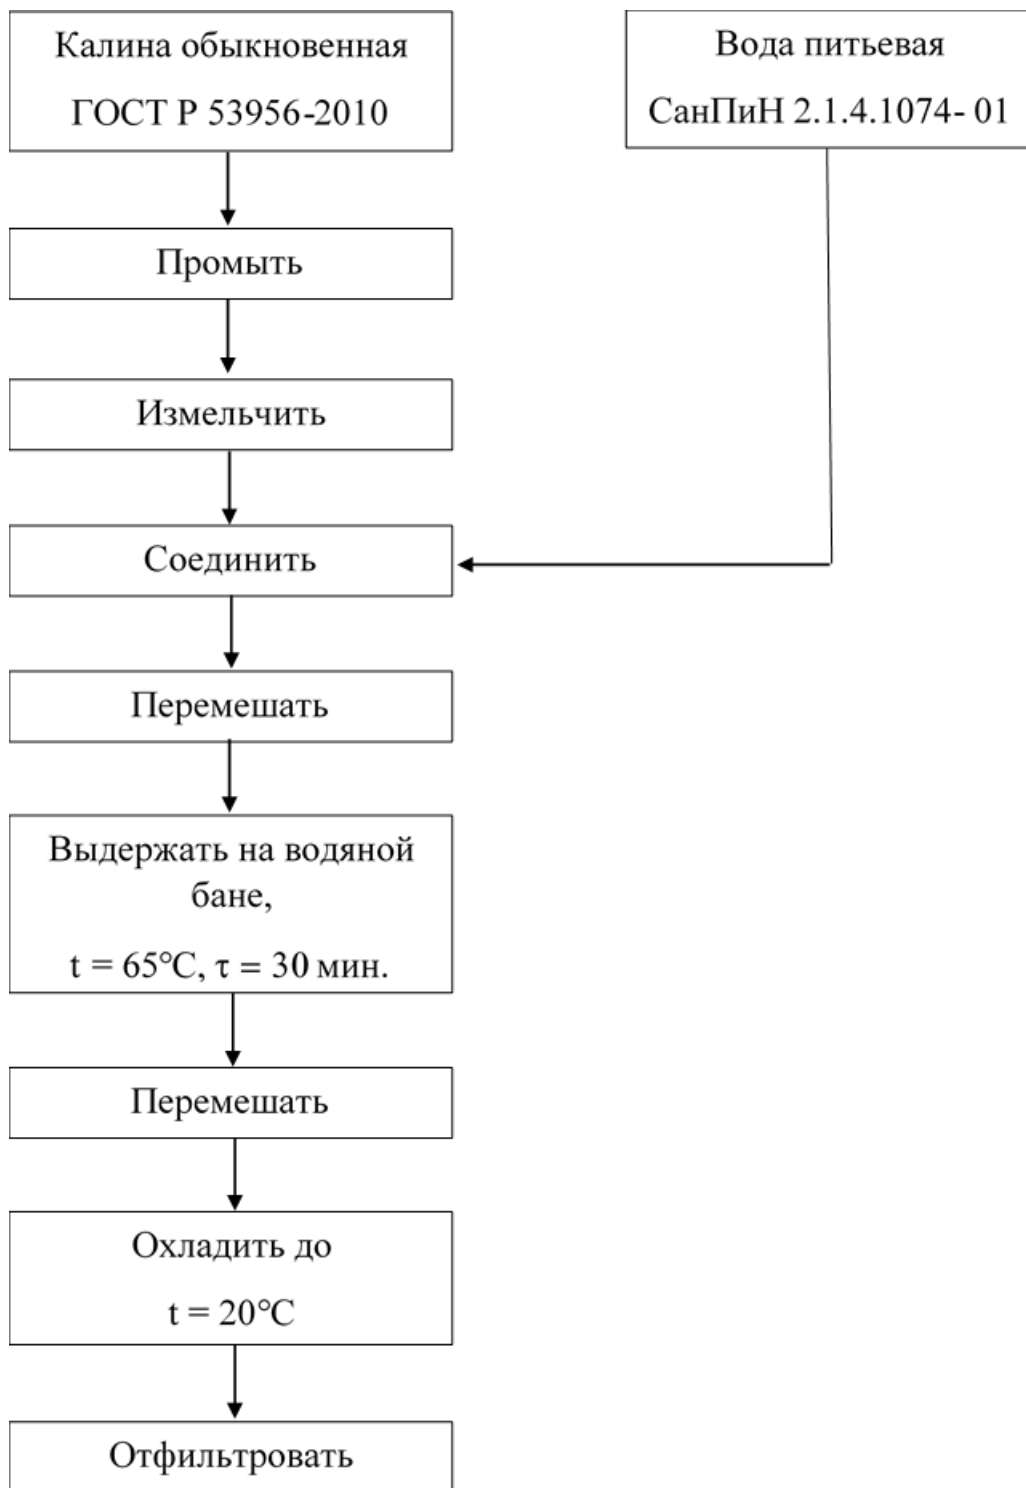 Калина обыкновенная
ГОСТ Р 53956-2010
Вода питьевая
СанПиН 2.1.4.1074- 01
Промыть
Измельчить
Соединить
Перемешать
Выдержать на водяной
бане,
t = 65°C, τ = 30 мин.
Перемешать
Охладить до
t = 20°C
Отфильтровать